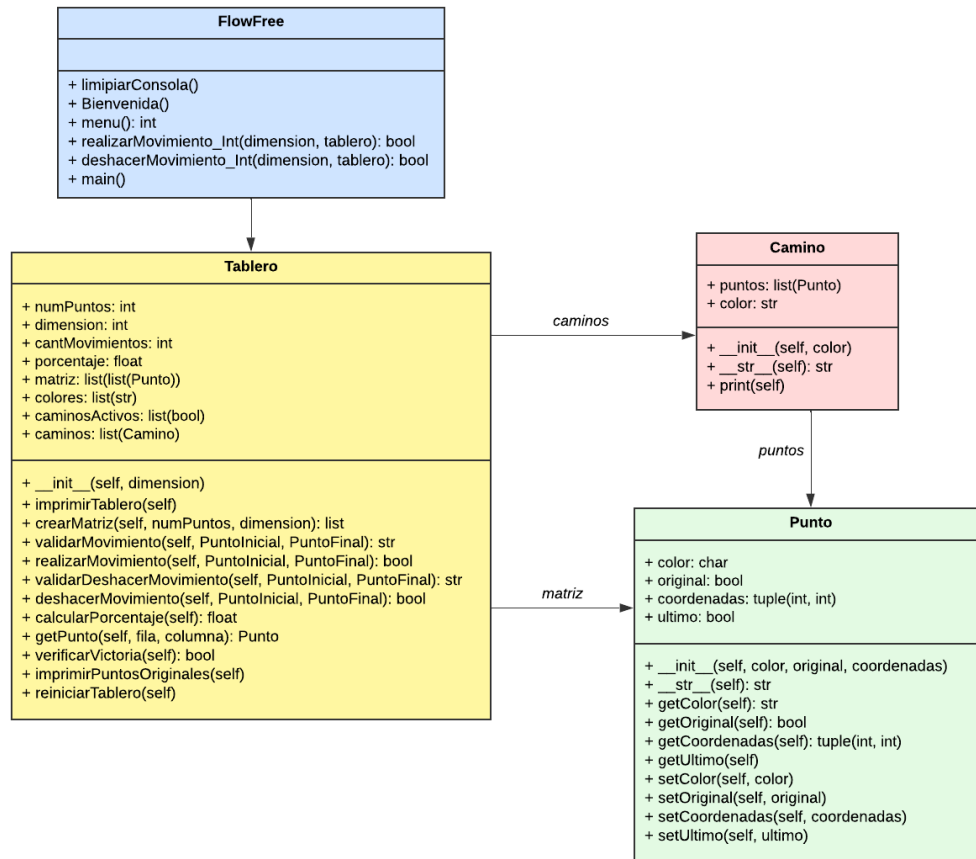 FlowFree
+ limipiarConsola()
+ Bienvenida()
+ menu(): int
+ realizarMovimiento_Int(dimension, tablero): bool
+ deshacerMovimiento_Int(dimension, tablero): bool
+ main()
Tablero
+ numPuntos: int
+ dimension: int
+ cantMovimientos: int
+ porcentaje: float
+ matriz: list(list(Punto))
+ colores: list(str)
+ caminosActivos: list(bool)
+ caminos: list(Camino)
+ __init__(self, dimension)
+ imprimirTablero(self)
+ crearMatriz(self, numPuntos, dimension): list
+ validarMovimiento(self, PuntoInicial, PuntoFinal): str
+ realizarMovimiento(self, PuntoInicial, PuntoFinal): bool
+ validarDeshacerMovimiento(self, PuntoInicial, PuntoFinal): str
+ deshacerMovimiento(self, PuntoInicial, PuntoFinal): bool
+ calcularPorcentaje(self): float
+ getPunto(self, fila, columna): Punto
+ verificarVictoria(self): bool
+ imprimirPuntosOriginales(self)
+ reiniciarTablero(self)
caminos
Camino
+ puntos: list(Punto)
+ color: str
+ __init__(self, color)
+ __str__(self): str
+ print(self)
puntos
matriz
Punto
+ color: char
+ original: bool
+ coordenadas: tuple(int, int)
+ ultimo: bool
+ __init__(self, color, original, coordenadas)
+ __str__(self): str
+ getColor(self): str
+ getOriginal(self): bool
+ getCoordenadas(self): tuple(int, int)
+ getUltimo(self)
+ setColor(self, color)
+ setOriginal(self, original)
+ setCoordenadas(self, coordenadas)
+ setUltimo(self, ultimo)